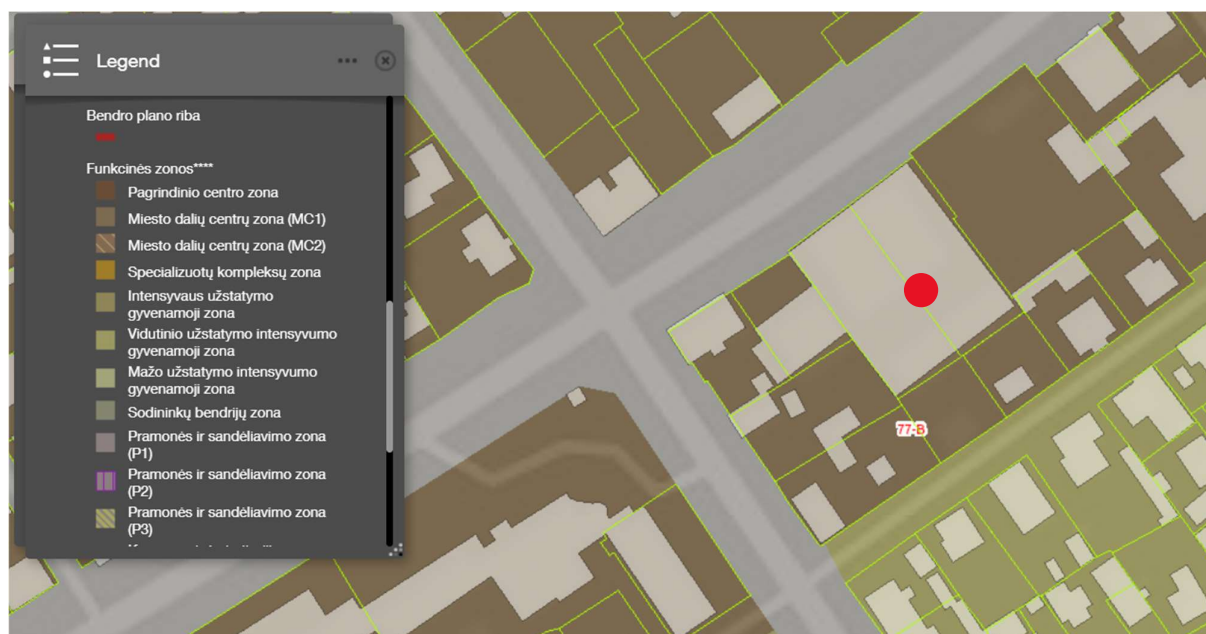 Legend
Bendro plano riba
Funkcinės zonos****
Pagrindinio centro zona
Miesto dalių centrų zona (MC1)
Miesto dalių centrų zona (MC2)
Specializuotų kompleksų zona
Intensyvaus užstatymo
gyvenamoji zona
Vidutinio užstatymo intensyvumo
gyvenamoji zona
Mažo užstatymo intensyvumo
gyvenamoji zona
Sodininkų bendrijų zona
Pramonės ir sandėliavimo zona
(P1)
Pramonės ir sandėliavimo zona
(P2)
Pramonės ir sandėliavimo zona
(P3)
77-B